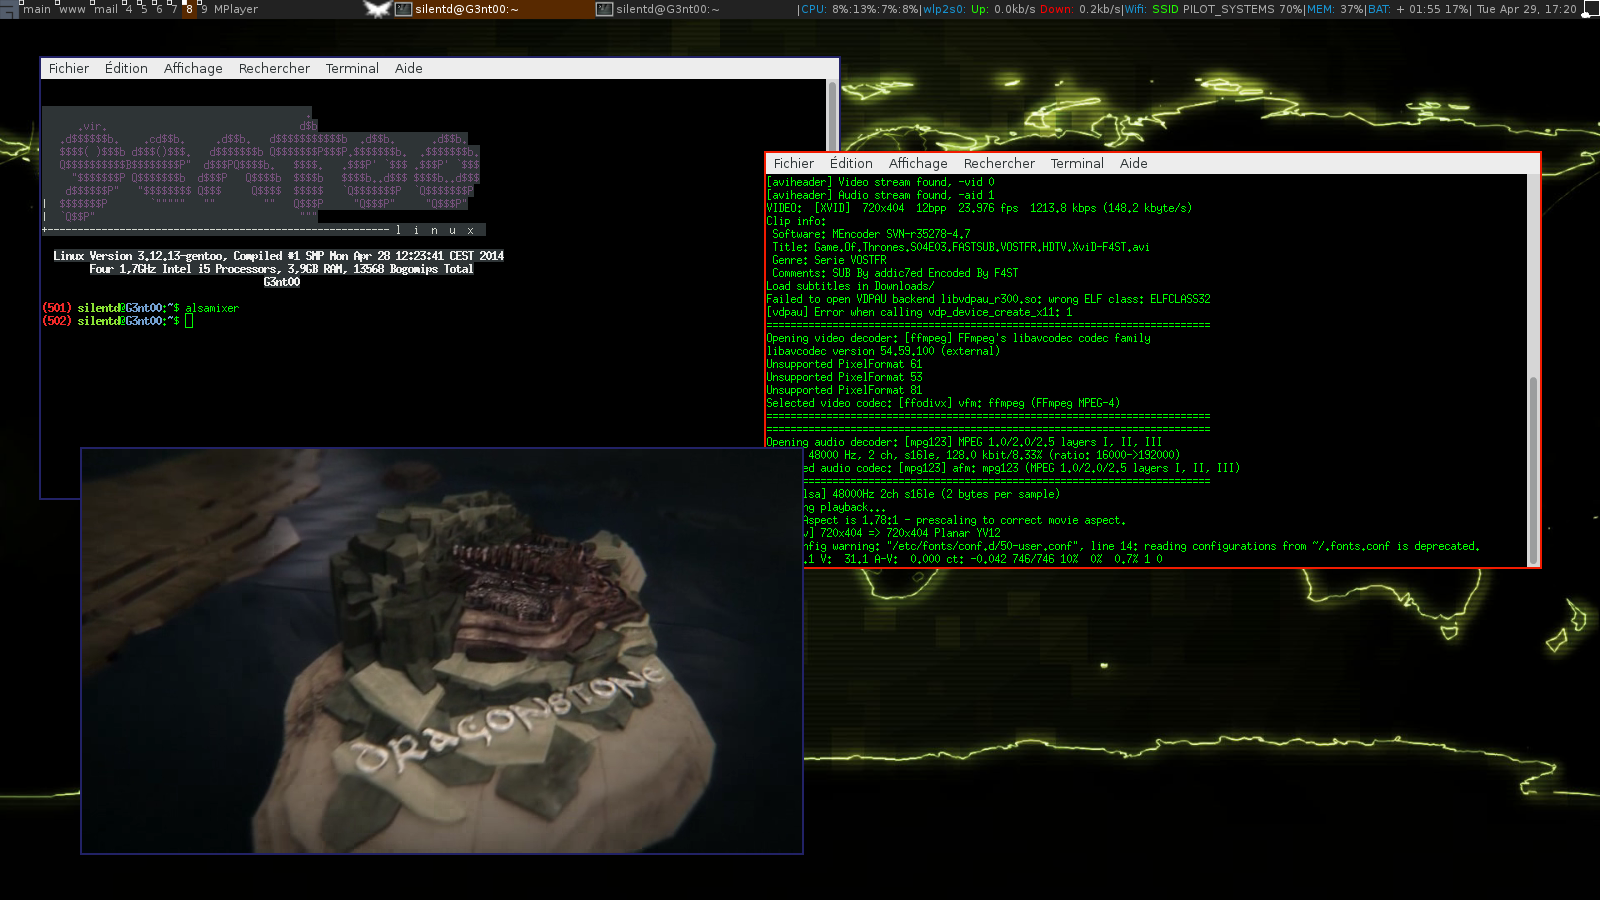 main www mail 4 5 6 7 8 9 MPlayer silentd@G3nt00:~ silentd@G3nt00:~ |CPU: 8%:13%:7%:8%|wlp2s0: Up: 0.0kb/s Down: 0.2kb/s|Wifi: SSID PILOT_SYSTEMS 70%|MEM: 37%|BAT: + 01:55 17%| Tue Apr 29, 17:20
Fichier Édition Affichage Rechercher Terminal Aide
l i n u x
Linux Version 3.12.13-gentoo, Compiled #1 SMP Mon Apr 28 12:23:41 CEST 2014
Four 1,7GHz Intel i5 Processors, 3,9GB RAM, 13568 Bogomips Total
G3nt00
(501) silentd@G3nt00:~$ alsamixer
(502) silentd@G3nt00:~$
Fichier Édition Affichage Rechercher Terminal Aide
[aviheader] Video stream found, -vid 0
[aviheader] Audio stream found, -aid 1
VIDEO: [XVID] 720x404 12bpp 23.976 fps 1213.8 kbps (148.2 kbyte/s)
Clip info:
Software: MEncoder SVN-r35278-4.7
Title: Game.Of.Thrones.S04E03.FASTSUB.VOSTFR.HDTV.XviD-F4ST.avi
Genre: Serie VOSTFR
Comments: SUB By addic7ed Encoded By F4ST
Load subtitles in Downloads/
Failed to open VDPAU backend libvdpau_r300.so: wrong ELF class: ELFCLASS32
[vdpau] Error when calling vdp_device_create_x11: 1
==========================================================================
Opening video decoder: [ffmpeg] FFmpeg's libavcodec codec family
libavcodec version 54.59.100 (external)
Unsupported PixelFormat 61
Unsupported PixelFormat 53
Unsupported PixelFormat 81
Selected video codec: [ffodivx] vfm: ffmpeg (FFmpeg MPEG-4)
==========================================================================
==========================================================================
Opening audio decoder: [mpg123] MPEG 1.0/2.0/2.5 layers I, II, III
48000 Hz, 2 ch, s16le, 128.0 kbit/8.33% (ratio: 16000->192000)
ed audio codec: [mpg123] afm: mpg123 (MPEG 1.0/2.0/2.5 layers I, II, III)
==========================================================================
lsa] 48000Hz 2ch s16le (2 bytes per sample)
ng playback...
Aspect is 1.78:1 - prescaling to correct movie aspect.
v] 720x404 => 720x404 Planar YV12
nfig warning: "/etc/fonts/conf.d/50-user.conf", line 14: reading configurations from ~/.fonts.conf is deprecated.
.1 V: 31.1 A-V: 0.000 ct: -0.042 746/746 10% 0% 0.7% 1 0
DRAGONSTONE